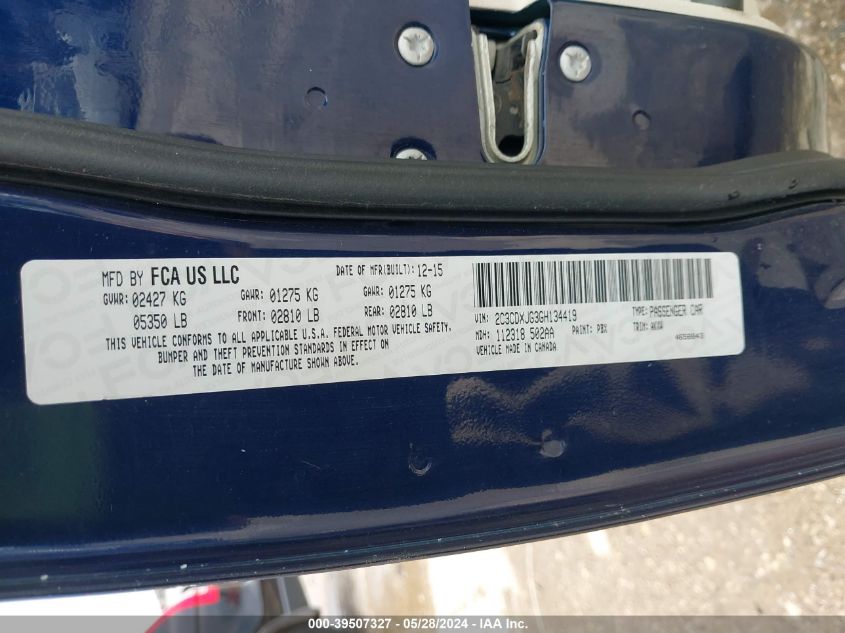 MFD BY FCA US LLC
DATE OF MFR(BUILT): 12-15
GVWR: 02427 KG
GAWR: 01275 KG
GAWR: 01275 KG
05350 LB
FRONT: 02810 LB
REAR: 02810 LB
THIS VEHICLE CONFORMS TO ALL APPLICABLE U.S.A. FEDERAL MOTOR VEHICLE SAFETY,
BUMPER AND THEFT PREVENTION STANDARDS IN EFFECT ON
THE DATE OF MANUFACTURE SHOWN ABOVE.
VIN: 2C3CDXJG3GH134419
TYPE: PASSENGER CAR
MDH: 112318 502AA
PAINT: PBX
TRIM:
VEHICLE MADE IN CANADA
000-39507327 - 05/28/2024 - IAA Inc.